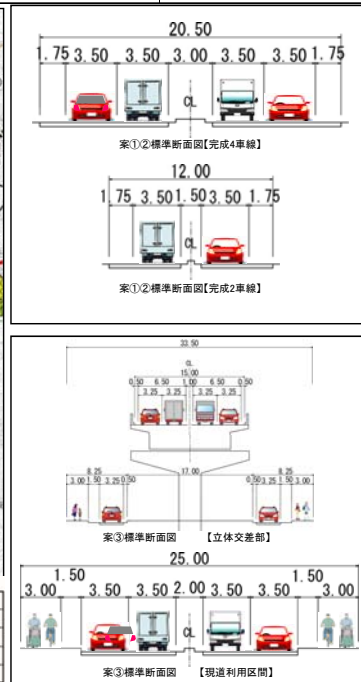 20.50
1.75 3.50 3.50 3.00 3.50 3.50 1.75
CL
案①②標準断面図【完成4車線】
12.00
1.75 3.50 1.50 3.50 1.75
CL
案①②標準断面図【完成2車線】
33.50
CL
15.00
0.50 6.50 1.00 6.50 0.50
3.25 3.25 3.25 3.25
8.25 17.00 8.25
3.00 1.50 3.25 0.50 0.50 3.25 1.50 3.00
案③標準断面図 【立体交差部】
25.00
1.50 1.50
3.00 3.50 3.50 2.00 3.50 3.50 3.00
CL
案③標準断面図 【現道利用区間】